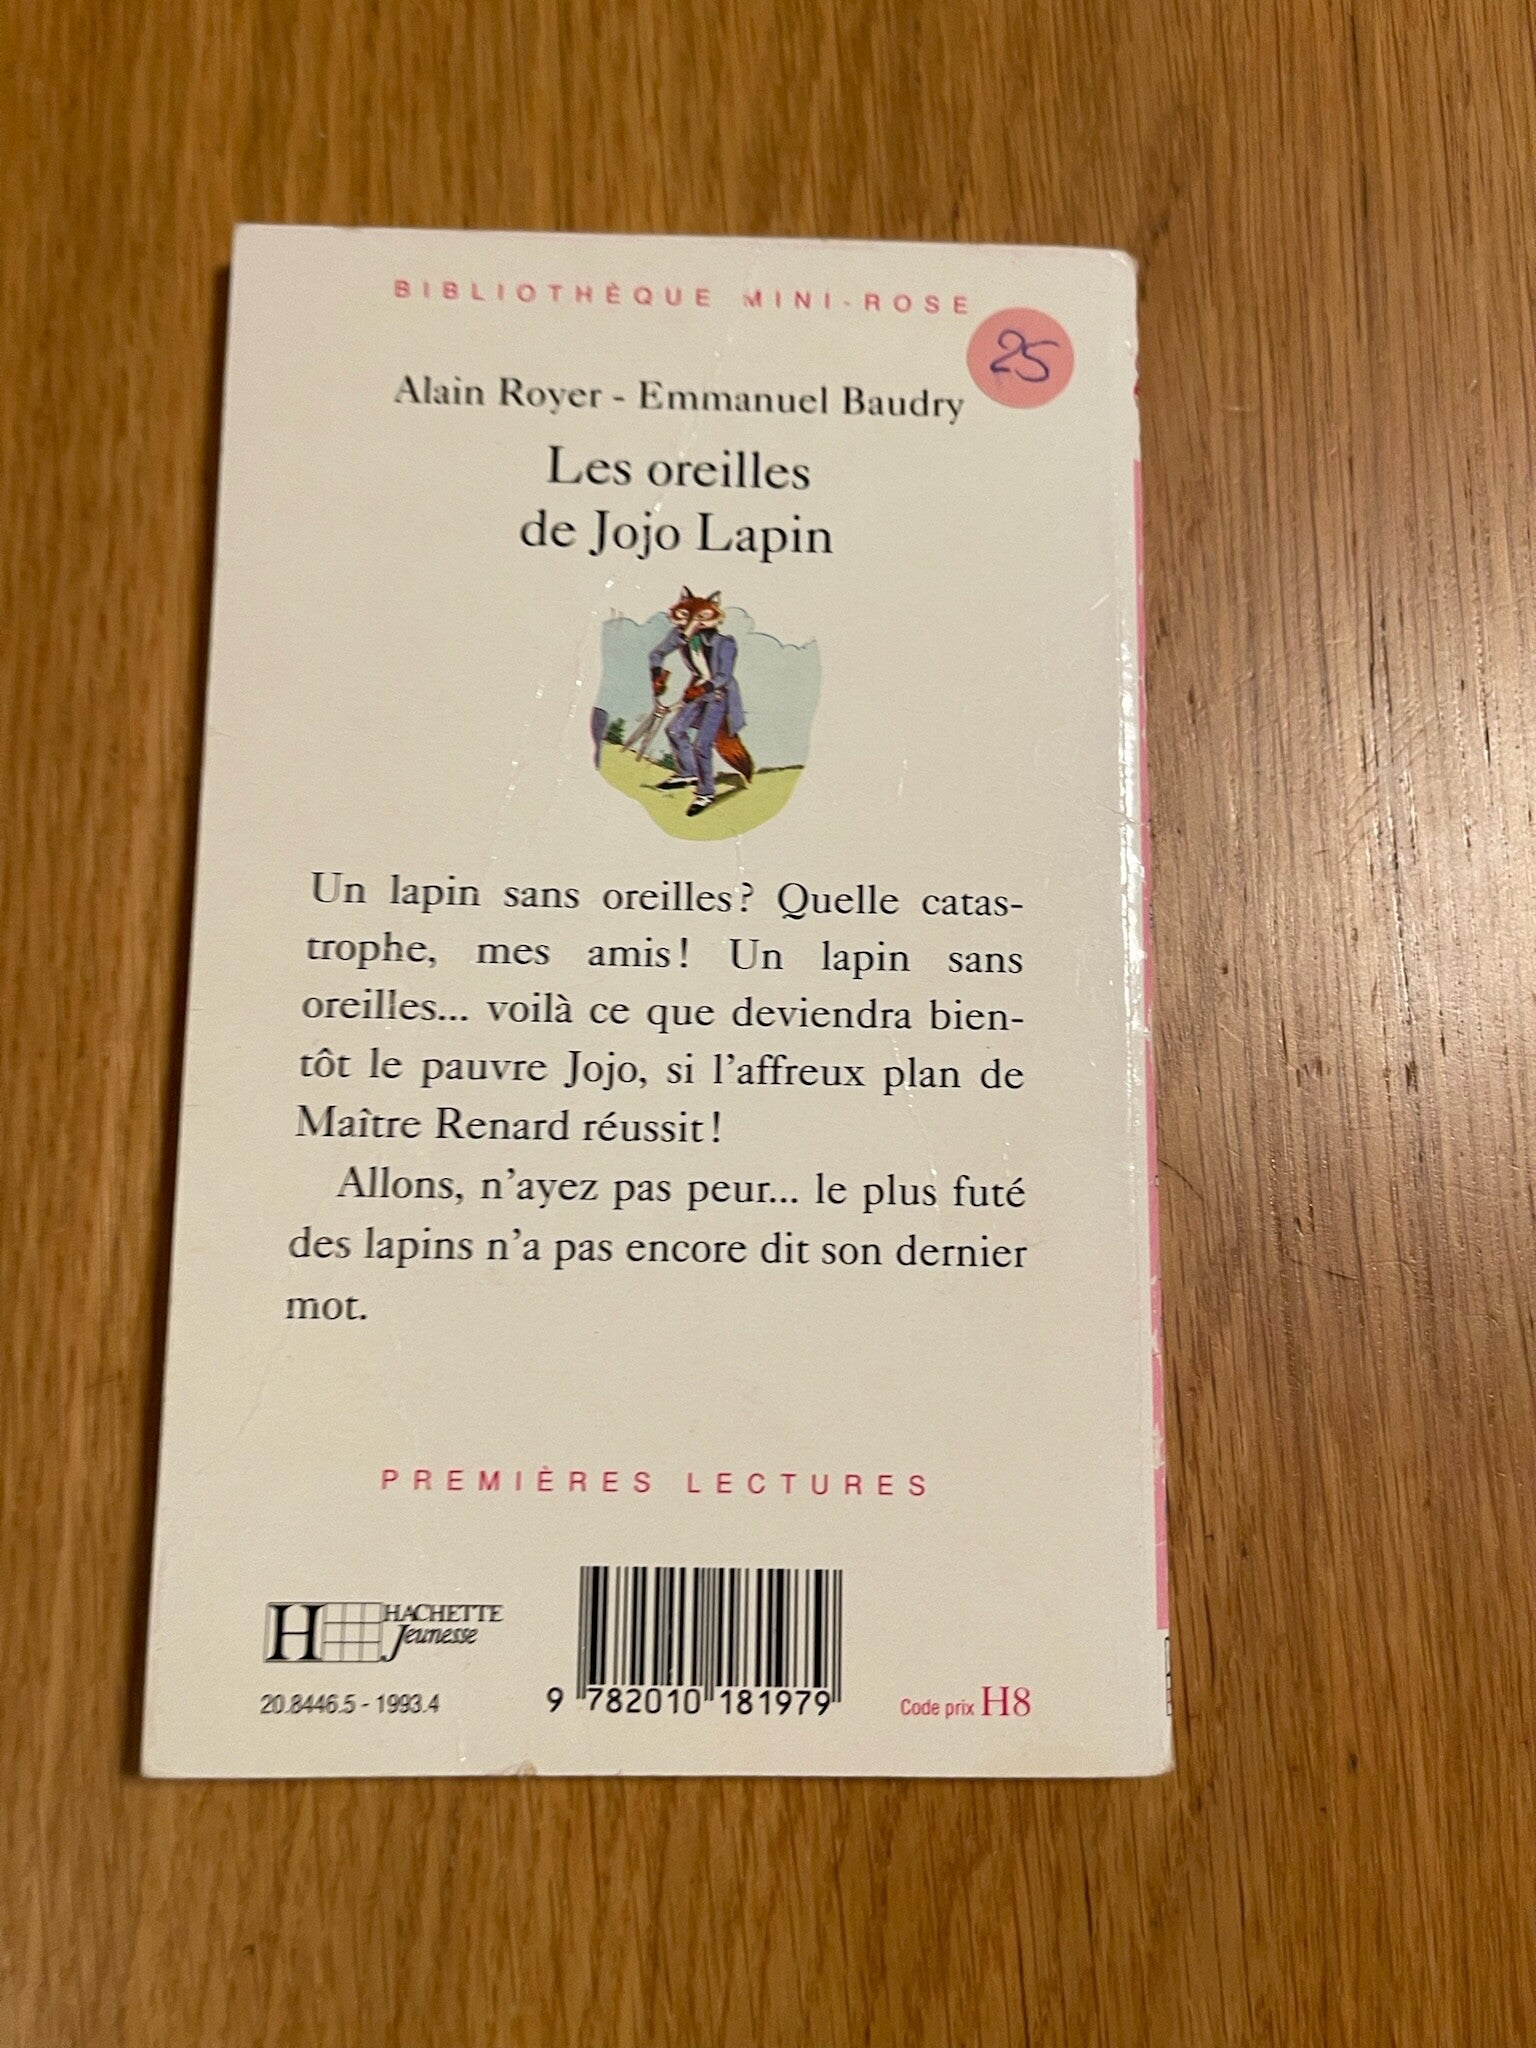 BIBLIOTHÈQUE MINI-ROSE
25
Alain Royer - Emmanuel Baudry
Les oreilles
de Jojo Lapin
Un lapin sans oreilles? Quelle catas-
trophe, mes amis! Un lapin sans
oreilles... voilà ce que deviendra bien-
tôt le pauvre Jojo, si l'affreux plan de
Maître Renard réussit!
Allons, n'ayez pas peur... le plus futé
des lapins n'a pas encore dit son dernier
mot.
PREMIÈRES LECTURES
H HACHETTE
Jeunesse
20.8446.5 - 1993.4
9 782010 181979
Code prix H8